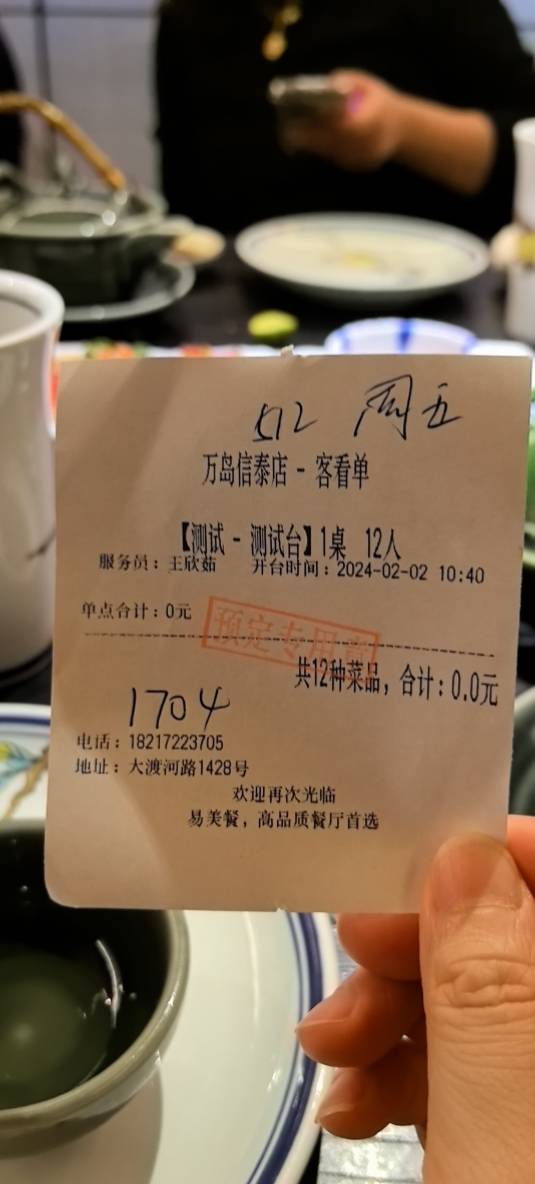 512 周五
万岛信泰店 - 客看单
【测试 - 测试台】1桌 12人
服务员：王欣茹 开台时间：2024-02-02 10:40
单点合计：0元
预定专用章
共12种菜品，合计：0.0元
1704
电话：18217223705
地址：大渡河路1428号
欢迎再次光临
易美餐，高品质餐厅首选